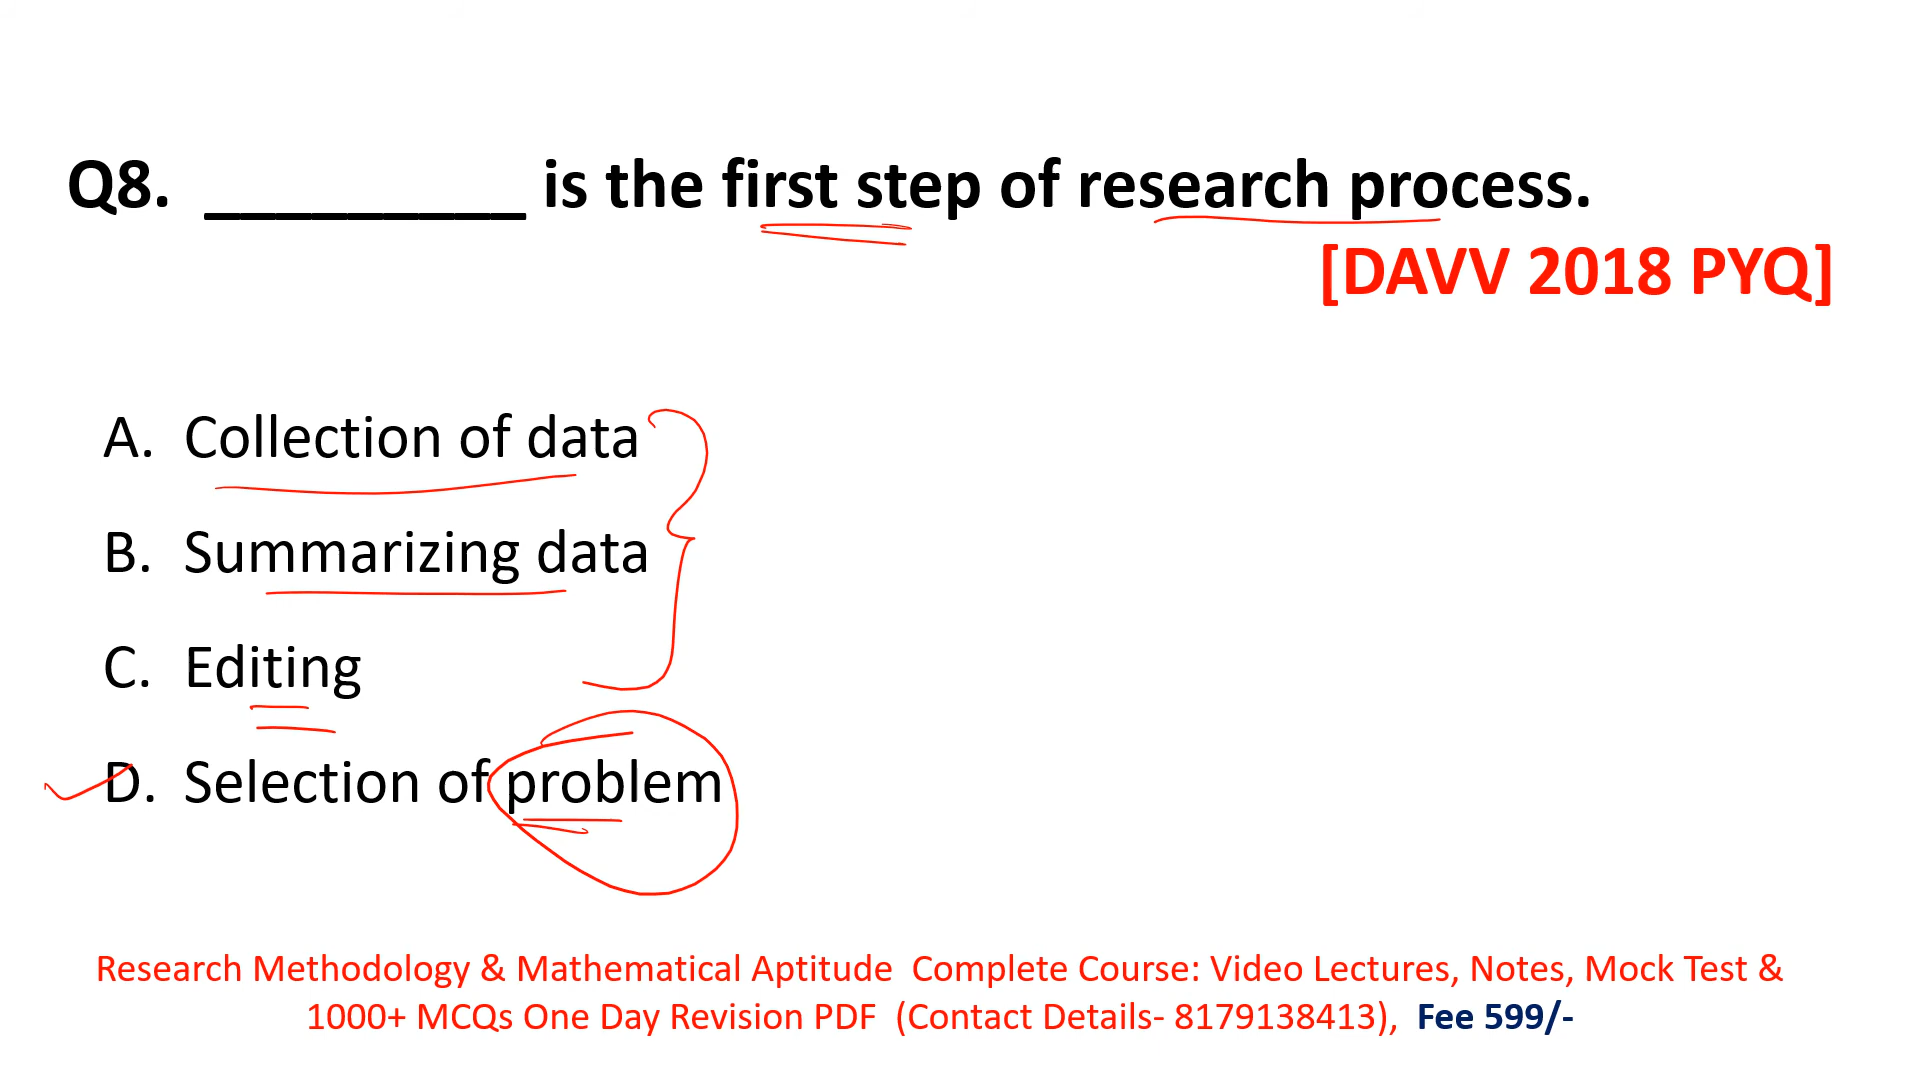 Q8. _________ is the first step of research process.
[DAVV 2018 PYQ]
A. Collection of data
B. Summarizing data
C. Editing
D. Selection of problem
Research Methodology & Mathematical Aptitude Complete Course: Video Lectures, Notes, Mock Test &
1000+ MCQs One Day Revision PDF (Contact Details- 8179138413), Fee 599/-